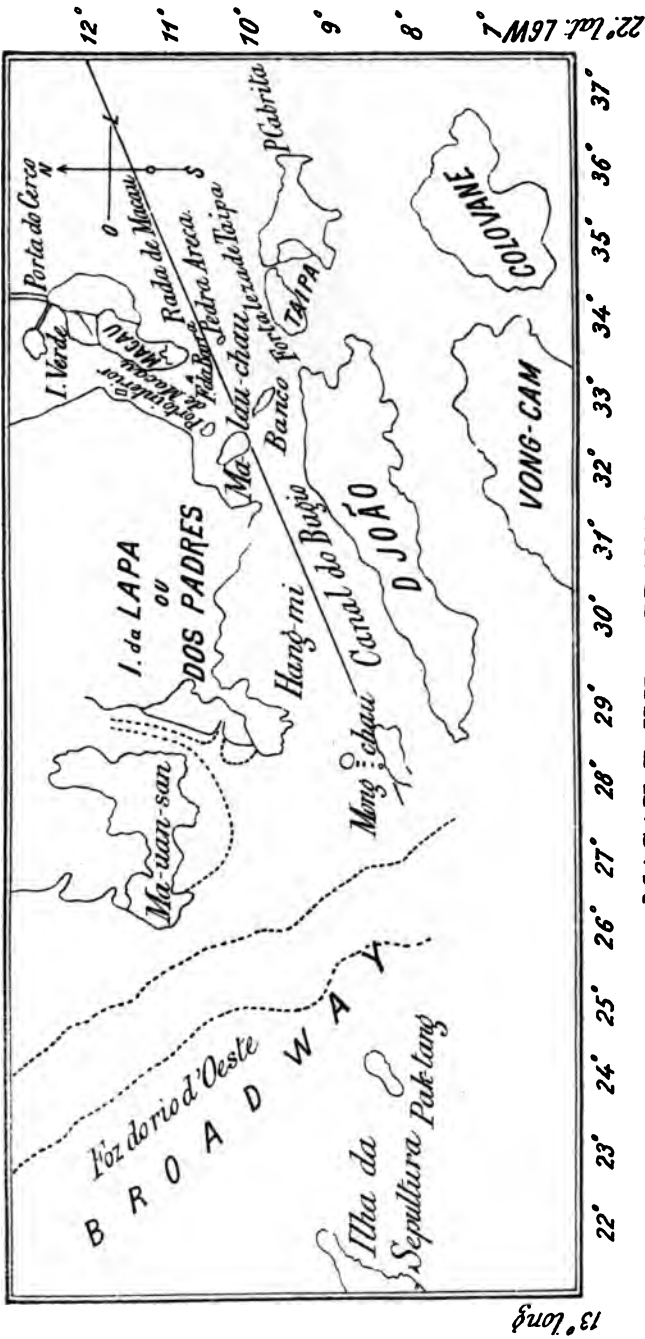 Porta do Cerco
I. Verde
MACAU
Porto interior
de Macau
Rada de Macau
F. da Barra
Pedra Areca
Ma-lau-chau
Fortaleza de Taipa
P. Cabrita
TAIPA
Banco
N
S
O
L
I. da LAPA
OU
DOS PADRES
Ma-uan-san
Hang-mi
Canal do Bugio
D JOÃO
COLOVANE
VONG-CAM
Mong chau
Foz do rio d'Oeste
BROADWAY
Ilha da
Sepultura
Pak-tang
12° 11° 10° 9° 8° 7° 22° lat.
22° 23° 24° 25° 26° 27° 28° 29° 30° 31° 32° 33° 34° 35° 36° 37°
13° long